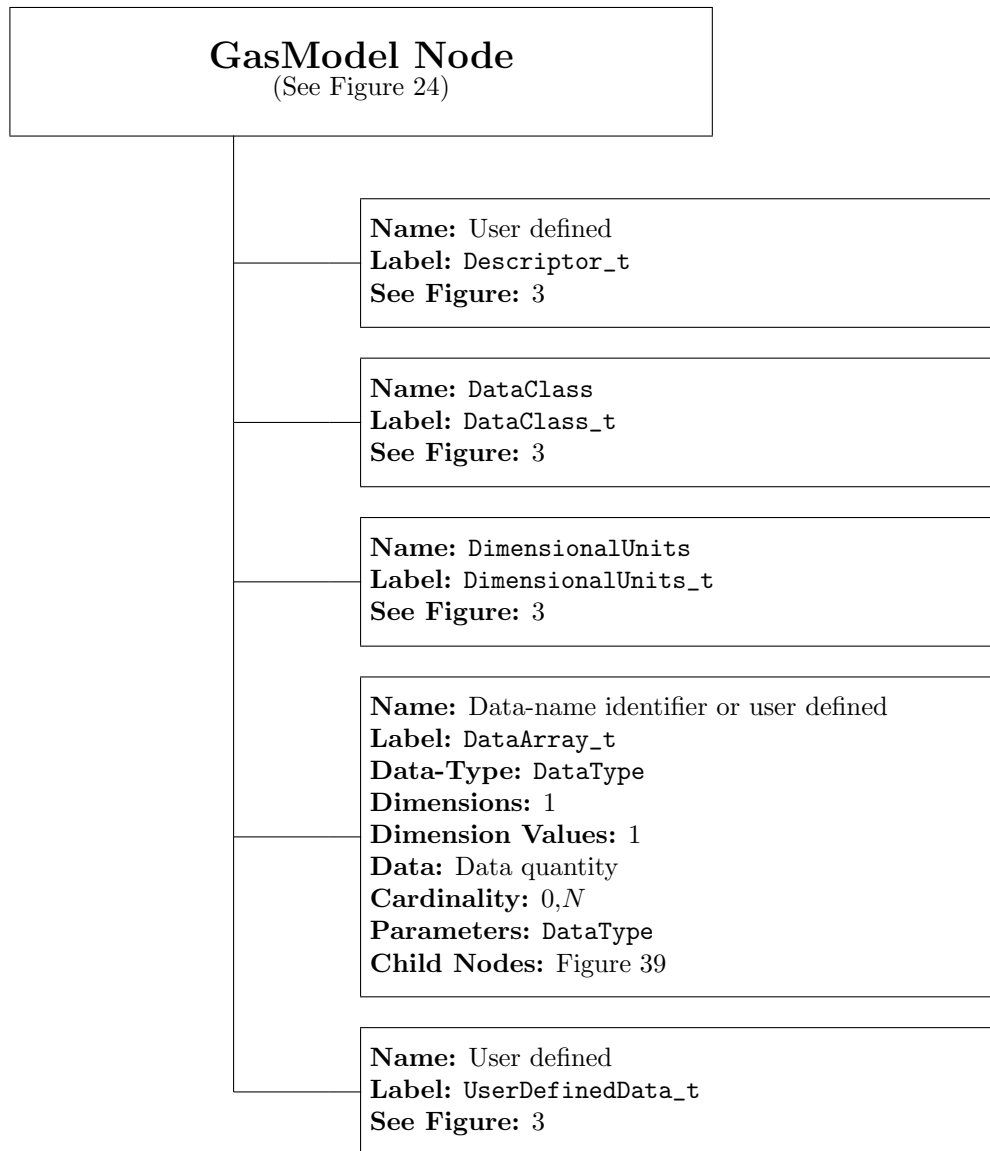 GasModel Node
(See Figure 24)
Name: User defined
Label: Descriptor_t
See Figure: 3
Name: DataClass
Label: DataClass_t
See Figure: 3
Name: DimensionalUnits
Label: DimensionalUnits_t
See Figure: 3
Name: Data-name identifier or user defined
Label: DataArray_t
Data-Type: DataType
Dimensions: 1
Dimension Values: 1
Data: Data quantity
Cardinality: 0,N
Parameters: DataType
Child Nodes: Figure 39
Name: User defined
Label: UserDefinedData_t
See Figure: 3